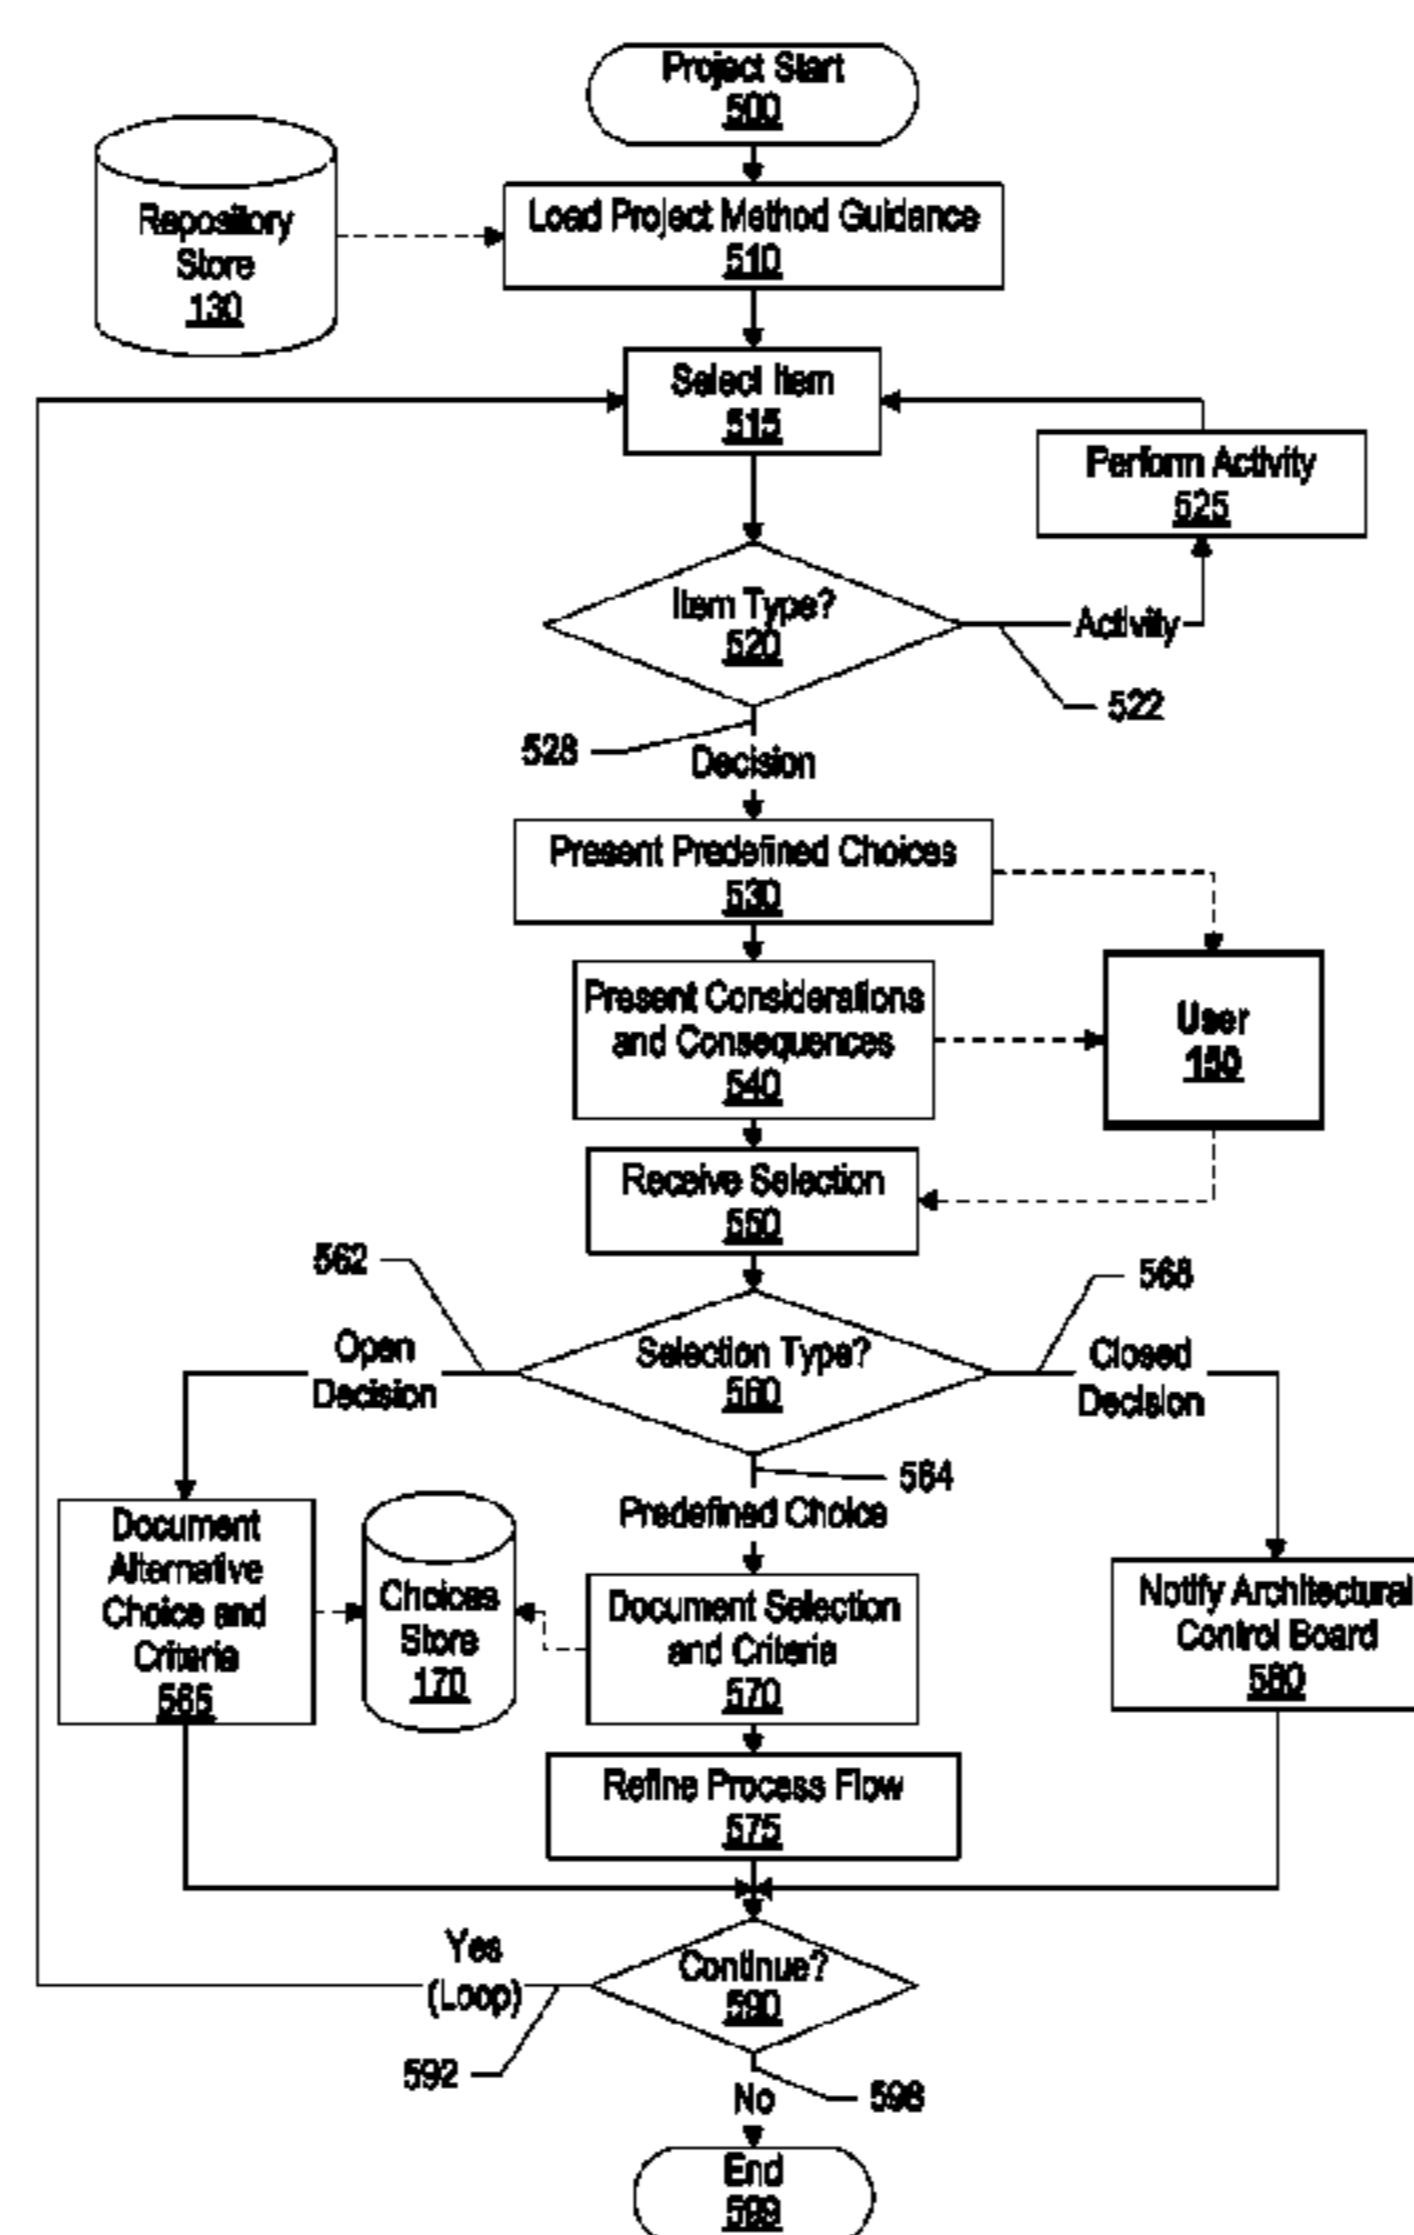 Project Start
500
Repository
Store
130
Load Project Method Guidance
510
Select Item
515
Perform Activity
525
Item Type?
520
Activity
522
528
Decision
Present Predefined Choices
530
Present Considerations
and Consequences
540
User
150
Receive Selection
550
562
568
Selection Type?
560
Open
Decision
Closed
Decision
564
Predefined Choice
Document
Alternative
Choice and
Criteria
565
Choices
Store
170
Document Selection
and Criteria
570
Notify Architectural
Control Board
580
Refine Process Flow
575
Yes
(Loop)
Continue?
590
592
598
No
End
599